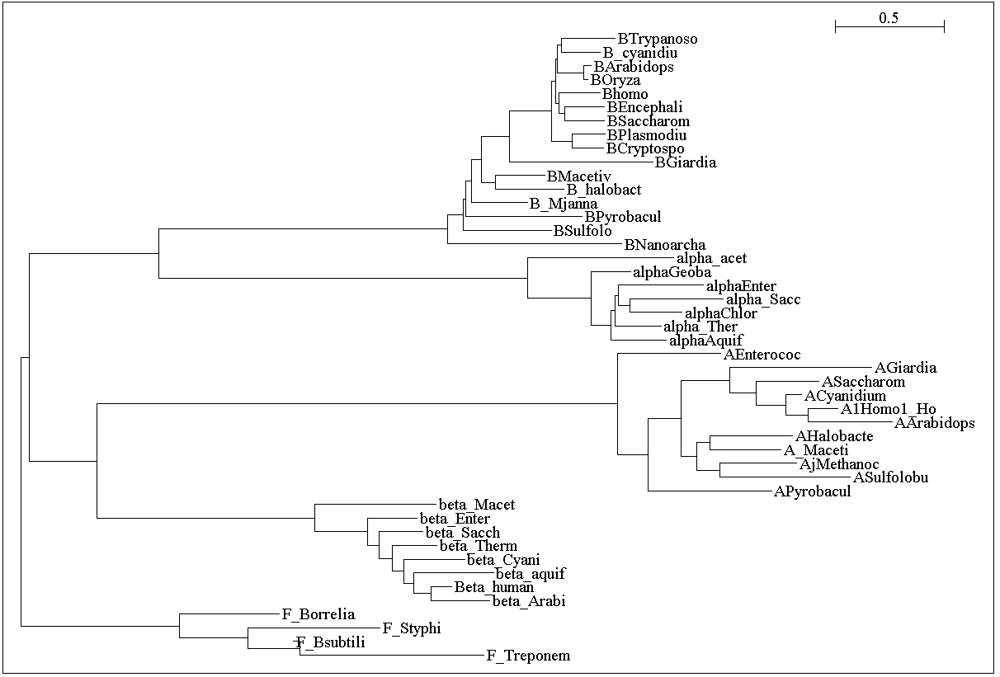 0.5
BTrypanoso
B_cyanidiu
BArabidops
BOryza
Bhomo
BEncephali
BSaccharom
BPlasmodiu
BCryptospo
BGiardia
BMacetiv
B_halobact
B_Mjanna
BPyrobacul
BSulfolo
BNanoarcha
alpha_acet
alphaGeoba
alphaEnter
alpha_Sacc
alphaChlor
alpha_Ther
alphaAquif
AEnterococ
AGiardia
ASaccharom
ACyanidium
A1Homo1_Ho
AArabidops
AHalobacte
A_Maceti
AjMethanoc
ASulfolobu
APyrobacul
beta_Macet
beta_Enter
beta_Sacch
beta_Therm
beta_Cyani
beta_aquif
Beta_human
beta_Arabi
F_Borrelia
F_Styphi
F_Bsubtili
F_Treponem